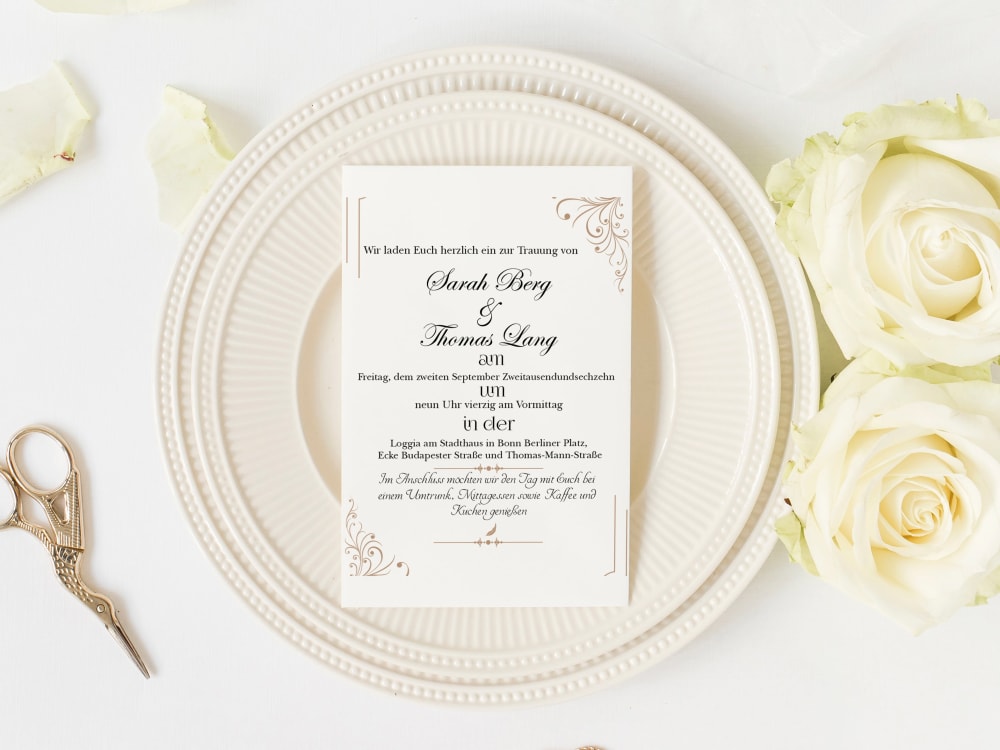 Wir laden Euch herzlich ein zur Trauung von
Sarah Berg
&
Thomas Lang
am
Freitag, dem zweiten September Zweitausendundsechzehn
um
neun Uhr vierzig am Vormittag
in der
Loggia am Stadthaus in Bonn Berliner Platz,
Ecke Budapester Straße und Thomas-Mann-Straße
Im Anschluss möchten wir den Tag mit Euch bei
einem Umtrunk, Mittagessen sowie Kaffee und
Kuchen genießen